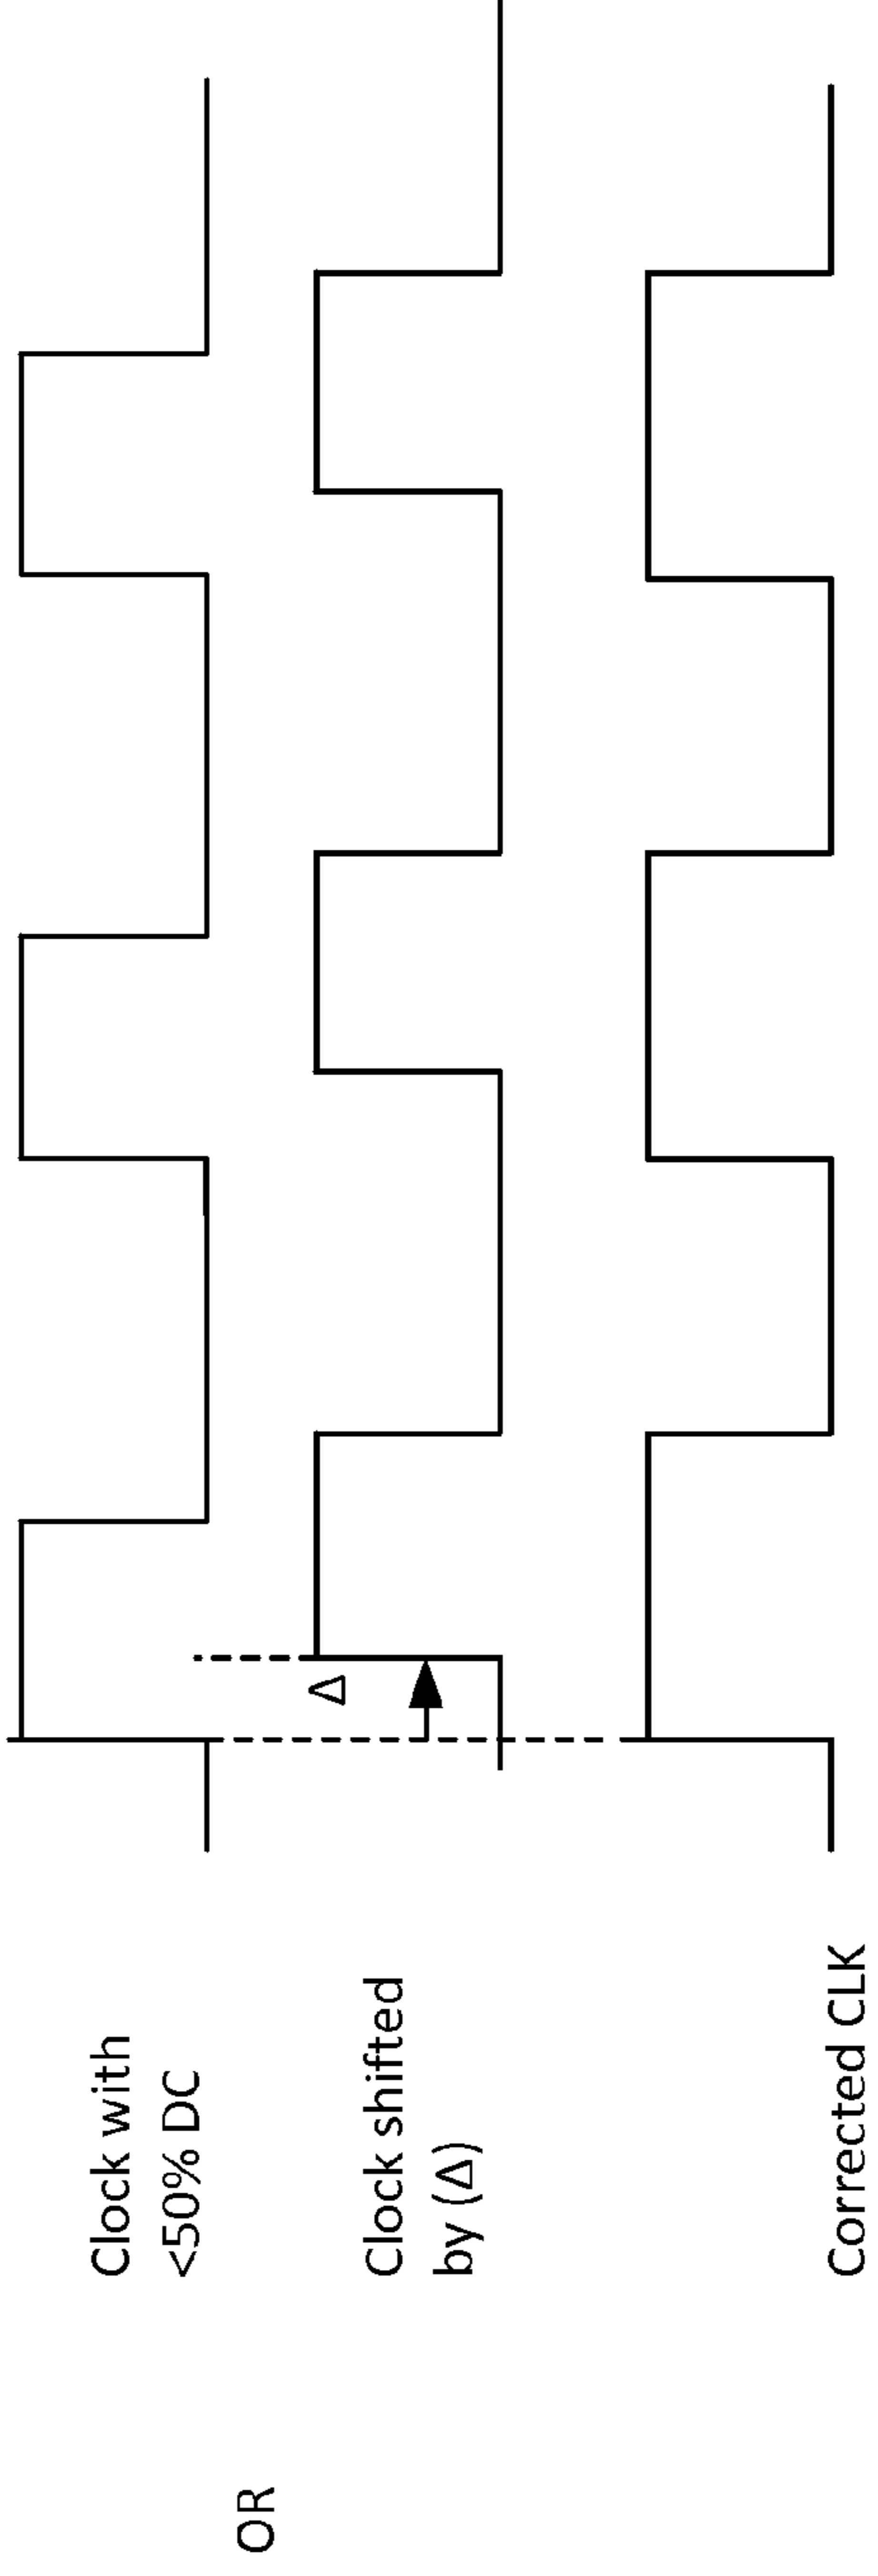 Clock with
<50% DC
OR
Δ
Clock shifted
by (Δ)
Corrected CLK